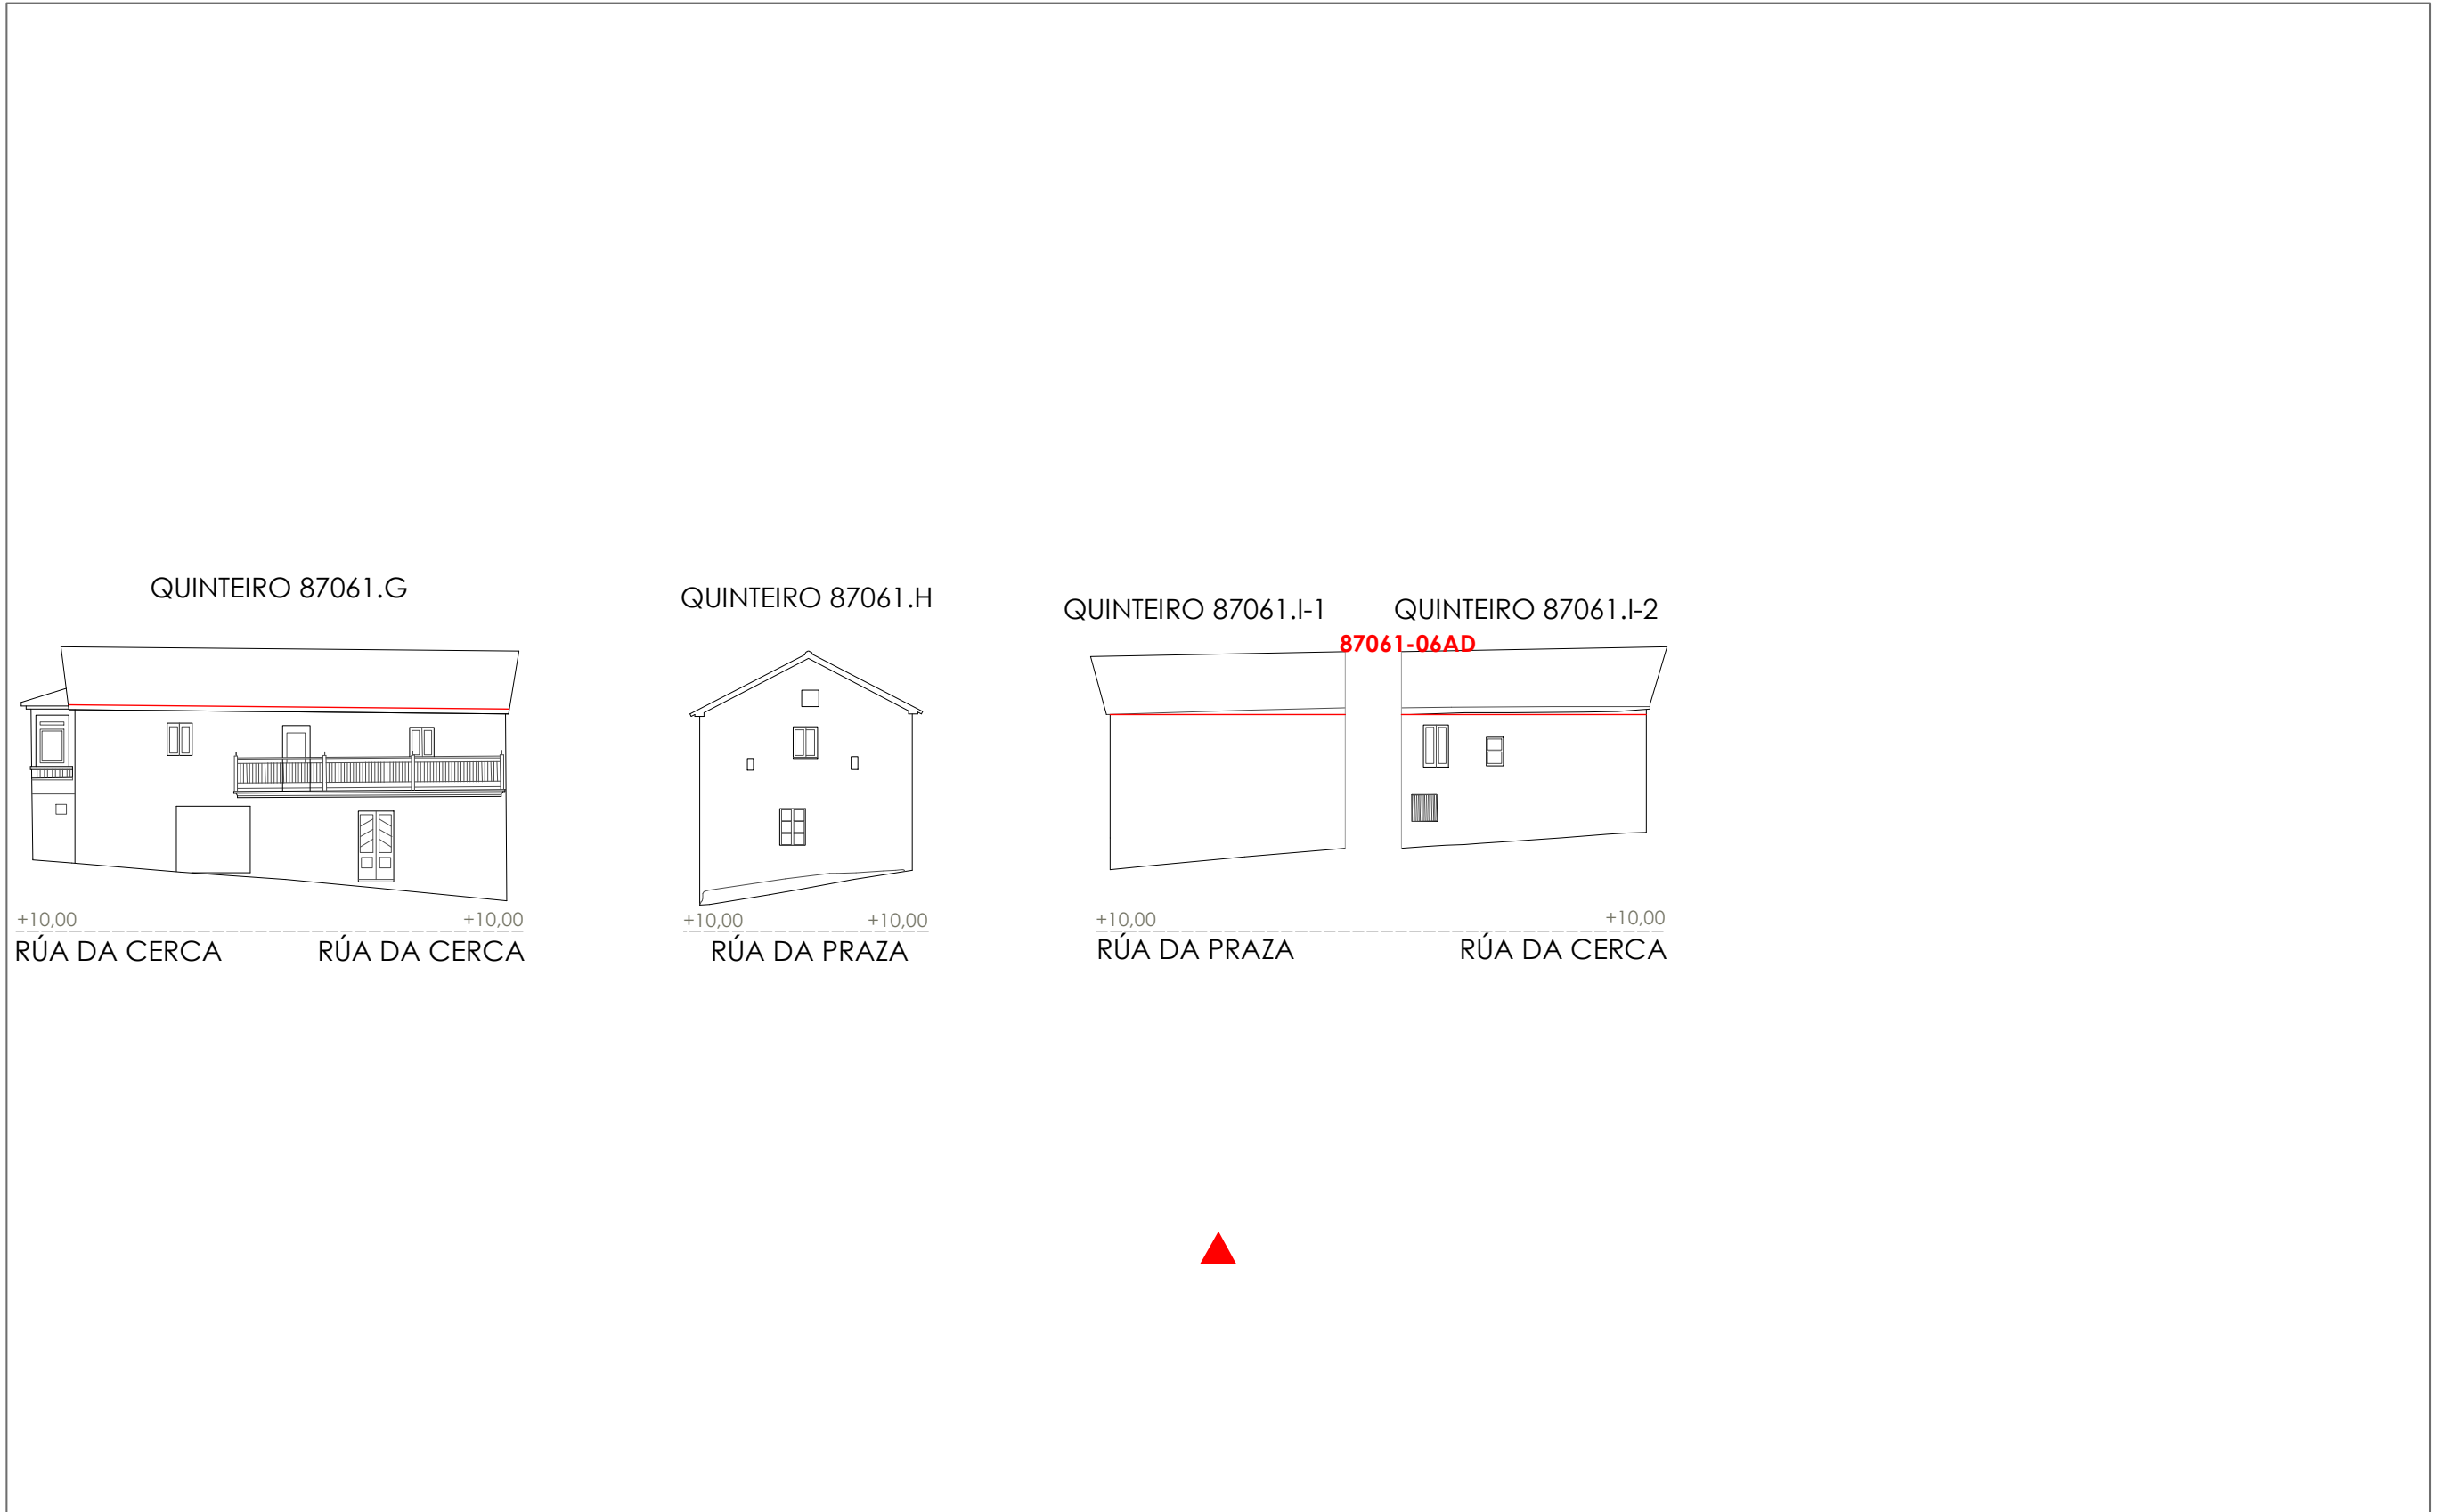 QUINTEIRO 87061.G
QUINTEIRO 87061.H
QUINTEIRO 87061.I-1
QUINTEIRO 87061.I-2
87061-06AD
+10,00
+10,00
+10,00
+10,00
+10,00
+10,00
RÚA DA CERCA
RÚA DA CERCA
RÚA DA PRAZA
RÚA DA PRAZA
RÚA DA CERCA